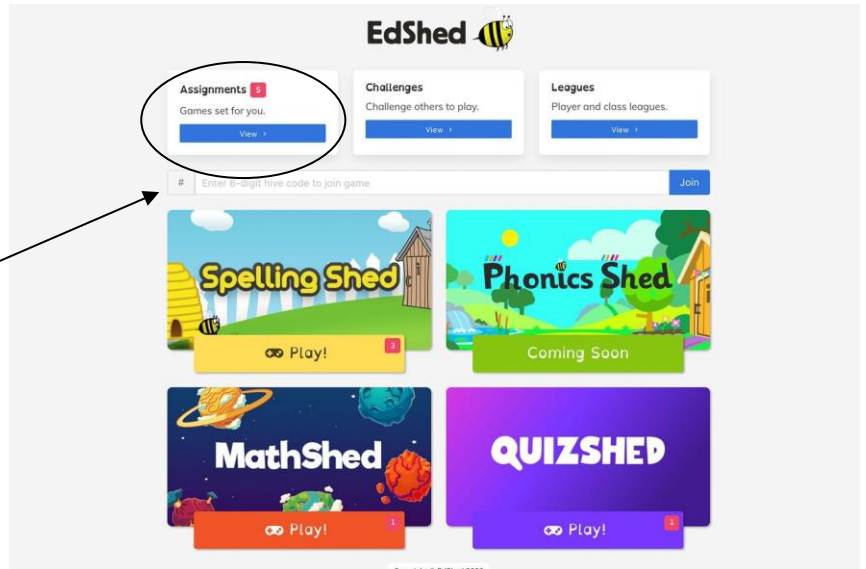 EdShed
Assignments 5
Games set for you.
View ›
Challenges
Challenge others to play.
View ›
Leagues
Player and class leagues.
View ›
# Enter 6-digit hive code to join game
Join
Spelling Shed
Play! 3
Phonics Shed
Coming Soon
MathShed
Play! 1
QUIZSHED
Play! 1